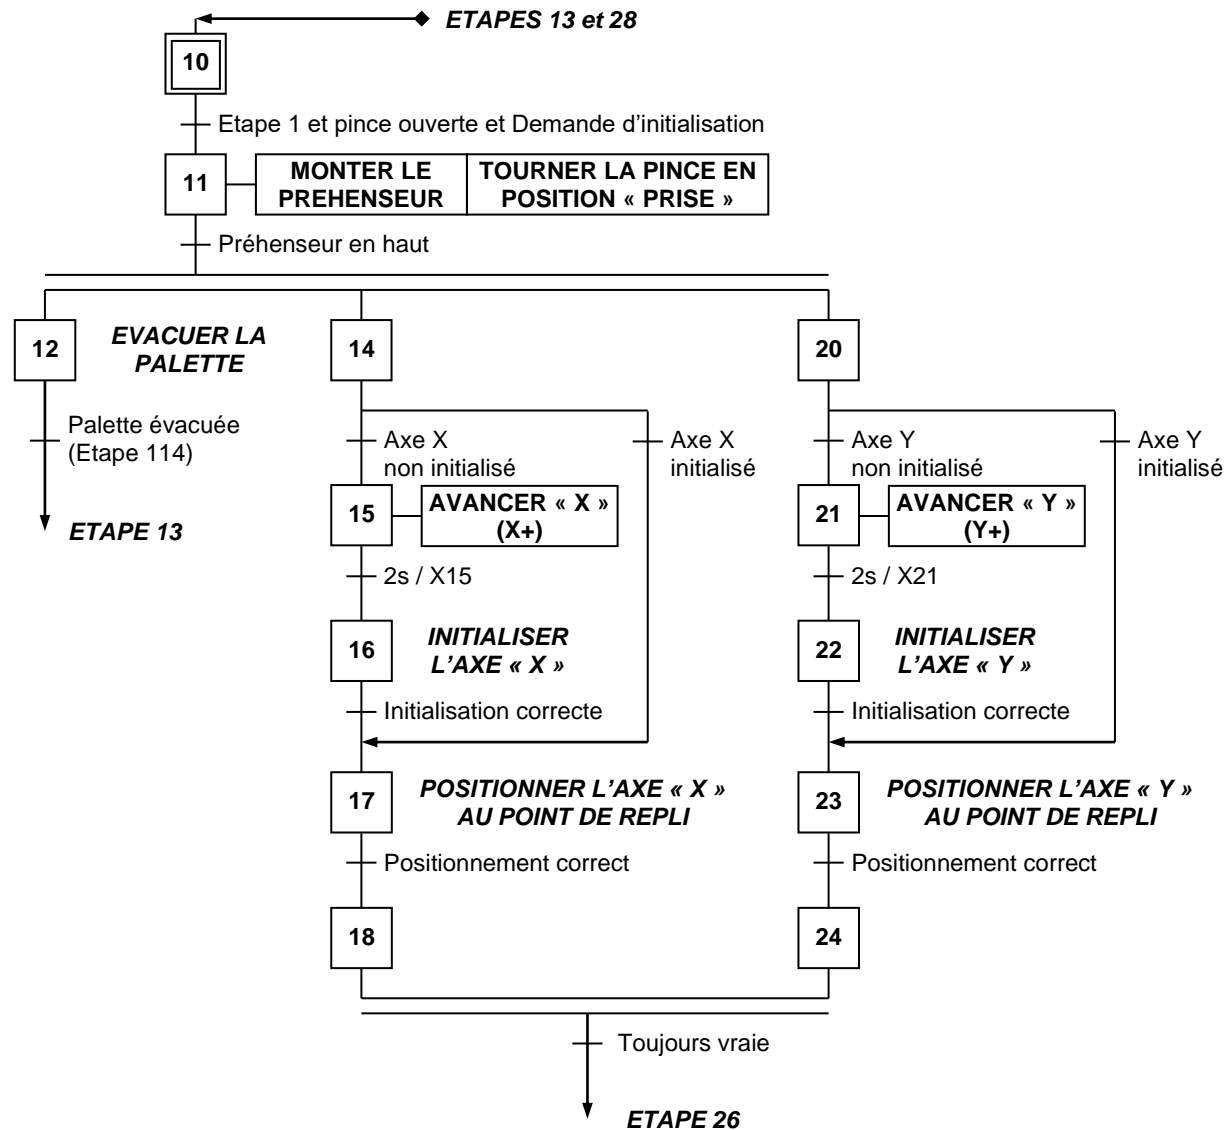 ETAPES 13 et 28
10
Etape 1 et pince ouverte et Demande d'initialisation
11
MONTER LE
PREHENSEUR
TOURNER LA PINCE EN
POSITION « PRISE »
Préhenseur en haut
12
EVACUER LA
PALETTE
14
20
Palette évacuée
(Etape 114)
Axe X
non initialisé
Axe X
initialisé
Axe Y
non initialisé
Axe Y
initialisé
ETAPE 13
15
AVANCER « X »
(X+)
21
AVANCER « Y »
(Y+)
2s / X15
2s / X21
16
INITIALISER
L'AXE « X »
22
INITIALISER
L'AXE « Y »
Initialisation correcte
Initialisation correcte
17
POSITIONNER L'AXE « X »
AU POINT DE REPLI
23
POSITIONNER L'AXE « Y »
AU POINT DE REPLI
Positionnement correct
Positionnement correct
18
24
Toujours vraie
ETAPE 26